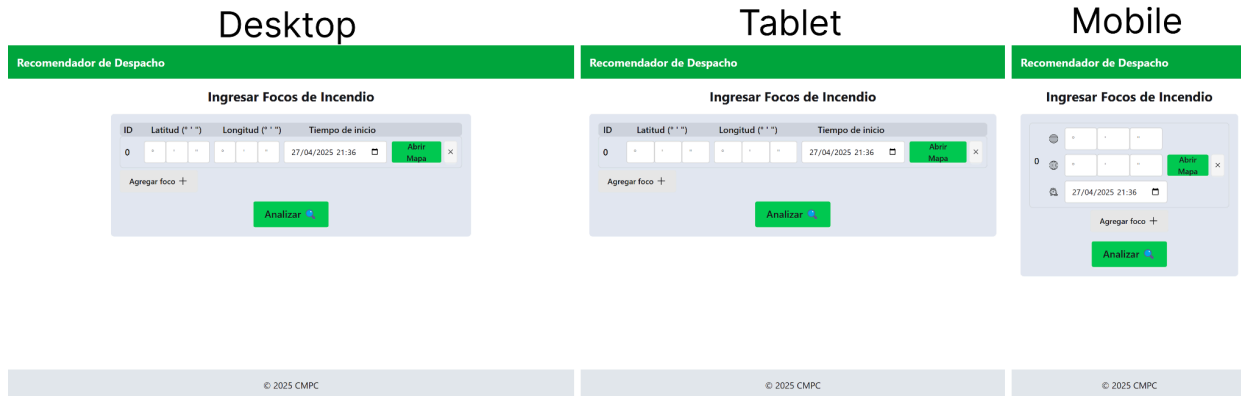 Desktop
Recomendador de Despacho
Ingresar Focos de Incendio
ID Latitud (° ' ") Longitud (° ' ") Tiempo de inicio
0 ° ' " ° ' " 27/04/2025 21:36 Abrir Mapa ×
Agregar foco +
Analizar
© 2025 CMPC
Tablet
Recomendador de Despacho
Ingresar Focos de Incendio
ID Latitud (° ' ") Longitud (° ' ") Tiempo de inicio
0 ° ' " ° ' " 27/04/2025 21:36 Abrir Mapa ×
Agregar foco +
Analizar
© 2025 CMPC
Mobile
Recomendador de Despacho
Ingresar Focos de Incendio
° ' "
0 ° ' " Abrir Mapa ×
27/04/2025 21:36
Agregar foco +
Analizar
© 2025 CMPC